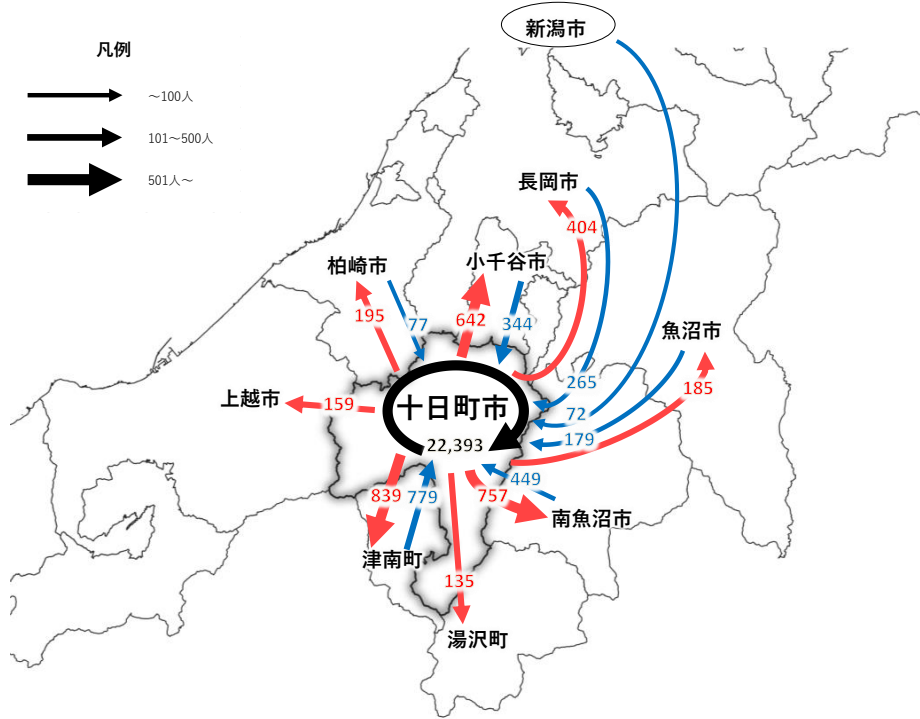 新潟市
凡例
～100人
101～500人
501人～
長岡市
404
小千谷市
柏崎市
195
77
642
344
魚沼市
185
265
上越市
159
十日町市
72
22,393
179
449
839
779
757
南魚沼市
津南町
135
湯沢町